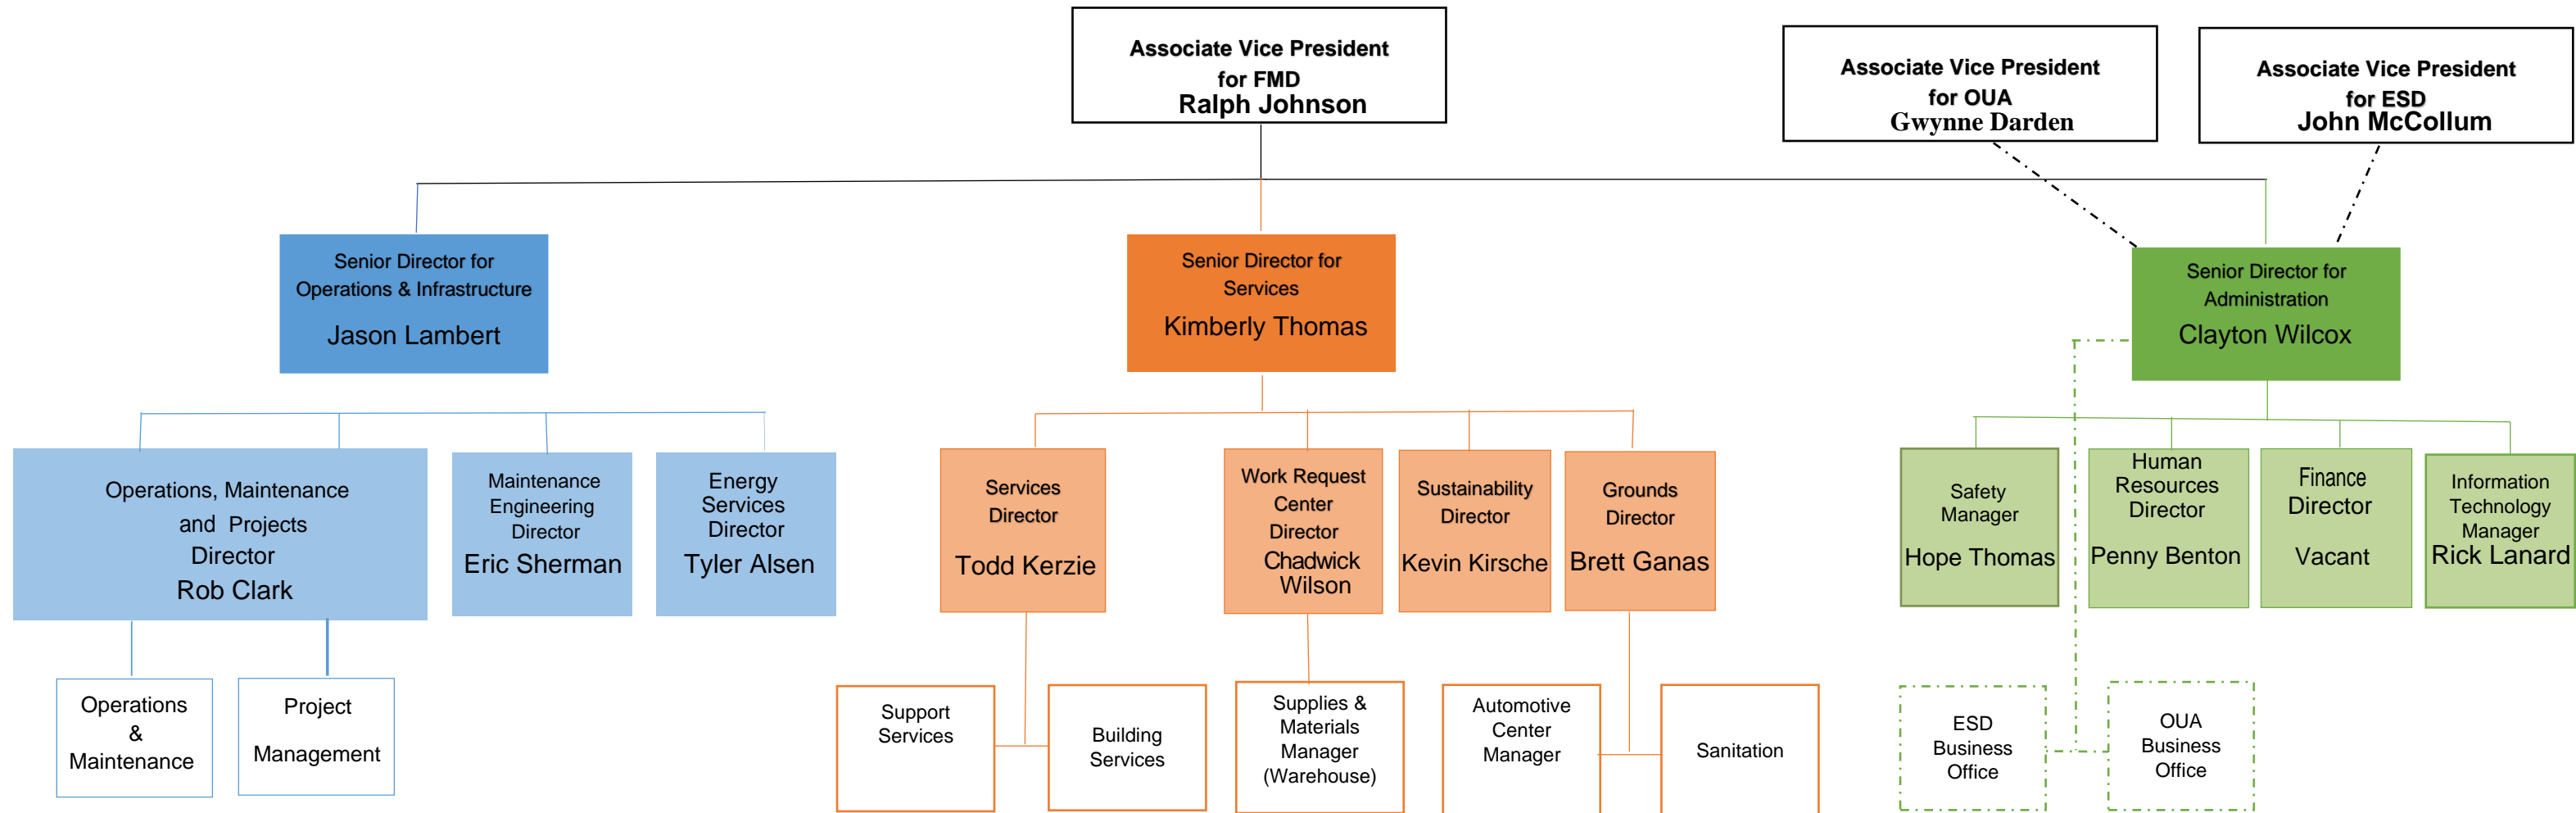 Associate Vice President
for FMD
Ralph Johnson
Associate Vice President
for OUA
Gwynne Darden
Associate Vice President
for ESD
John McCollum
Senior Director for
Operations & Infrastructure
Jason Lambert
Senior Director for
Services
Kimberly Thomas
Senior Director for
Administration
Clayton Wilcox
Operations, Maintenance
and Projects
Director
Rob Clark
Maintenance
Engineering
Director
Eric Sherman
Energy
Services
Director
Tyler Alsen
Services
Director
Todd Kerzie
Work Request
Center
Director
Chadwick
Wilson
Sustainability
Director
Kevin Kirsche
Grounds
Director
Brett Ganas
Safety
Manager
Hope Thomas
Human
Resources
Director
Penny Benton
Finance
Director
Vacant
Information
Technology
Manager
Rick Lanard
Operations
&
Maintenance
Project
Management
Support
Services
Building
Services
Supplies &
Materials
Manager
(Warehouse)
Automotive
Center
Manager
Sanitation
ESD
Business
Office
OUA
Business
Office